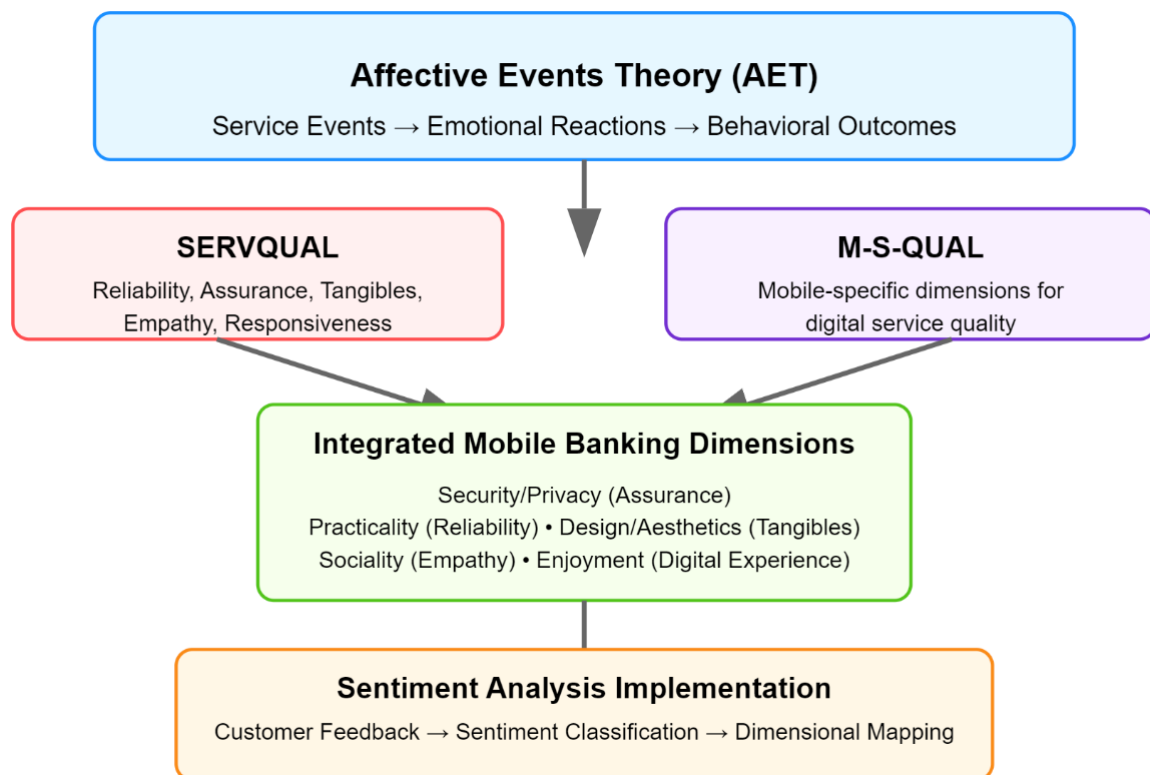 Affective Events Theory (AET)
Service Events → Emotional Reactions → Behavioral Outcomes
SERVQUAL
Reliability, Assurance, Tangibles,
Empathy, Responsiveness
M-S-QUAL
Mobile-specific dimensions for
digital service quality
Integrated Mobile Banking Dimensions
Security/Privacy (Assurance)
Practicality (Reliability) • Design/Aesthetics (Tangibles)
Sociality (Empathy) • Enjoyment (Digital Experience)
Sentiment Analysis Implementation
Customer Feedback → Sentiment Classification → Dimensional Mapping